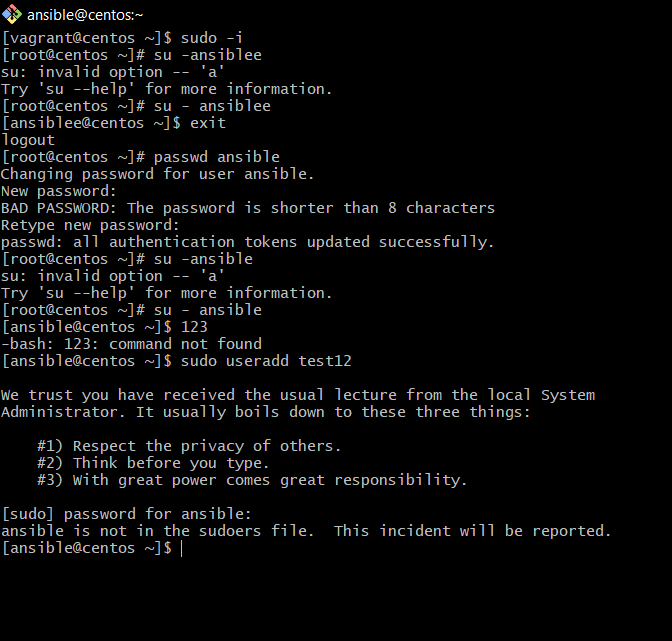 ansible@centos:~
[vagrant@centos ~]$ sudo -i
[root@centos ~]# su -ansiblee
su: invalid option -- 'a'
Try 'su --help' for more information.
[root@centos ~]# su - ansiblee
[ansiblee@centos ~]$ exit
logout
[root@centos ~]# passwd ansible
Changing password for user ansible.
New password:
BAD PASSWORD: The password is shorter than 8 characters
Retype new password:
passwd: all authentication tokens updated successfully.
[root@centos ~]# su -ansible
su: invalid option -- 'a'
Try 'su --help' for more information.
[root@centos ~]# su - ansible
[ansible@centos ~]$ 123
-bash: 123: command not found
[ansible@centos ~]$ sudo useradd test12
We trust you have received the usual lecture from the local System
Administrator. It usually boils down to these three things:
#1) Respect the privacy of others.
#2) Think before you type.
#3) With great power comes great responsibility.
[sudo] password for ansible:
ansible is not in the sudoers file.  This incident will be reported.
[ansible@centos ~]$